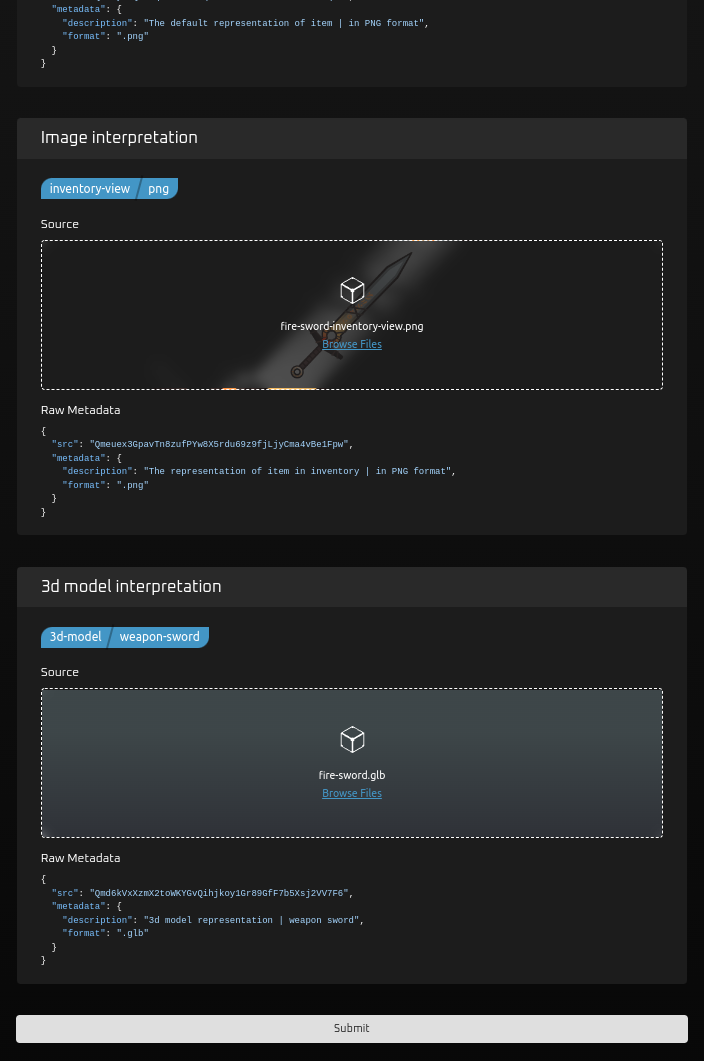 "metadata": {
"description": "The default representation of item | in PNG format",
"format": ".png"
}
}
Image interpretation
inventory-view png
Source
fire-sword-inventory-view.png
Browse Files
Raw Metadata
{
"src": "Qmeuex3GpavTn8zufPYw8X5rdu69z9fjLjyCma4vBe1Fpw",
"metadata": {
"description": "The representation of item in inventory | in PNG format",
"format": ".png"
}
}
3d model interpretation
3d-model weapon-sword
Source
fire-sword.glb
Browse Files
Raw Metadata
{
"src": "Qmd6kVxXzmX2toWKYGvQihjkoy1Gr89GfF7b5Xsj2VV7F6",
"metadata": {
"description": "3d model representation | weapon sword",
"format": ".glb"
}
}
Submit